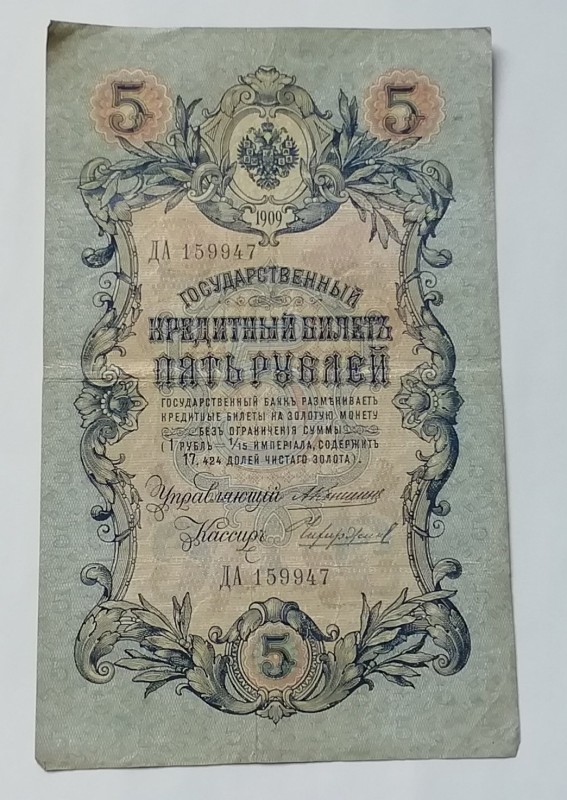 5 5
1909
ДА 159947
ГОСУДАРСТВЕННЫЙ
КРЕДИТНЫЙ БИЛЕТЪ
ПЯТЬ РУБЛЕЙ
ГОСУДАРСТВЕННЫЙ БАНКЪ РАЗМѢНИВАЕТЪ
КРЕДИТНЫЕ БИЛЕТЫ НА ЗОЛОТУЮ МОНЕТУ
БЕЗЪ ОГРАНИЧЕНІЯ СУММЫ
(1 РУБЛЬ — 1/15 ИМПЕРІАЛА, СОДЕРЖИТЪ
17,424 ДОЛЕЙ ЧИСТАГО ЗОЛОТА).
Управляющій
Кассиръ
ДА 159947
5